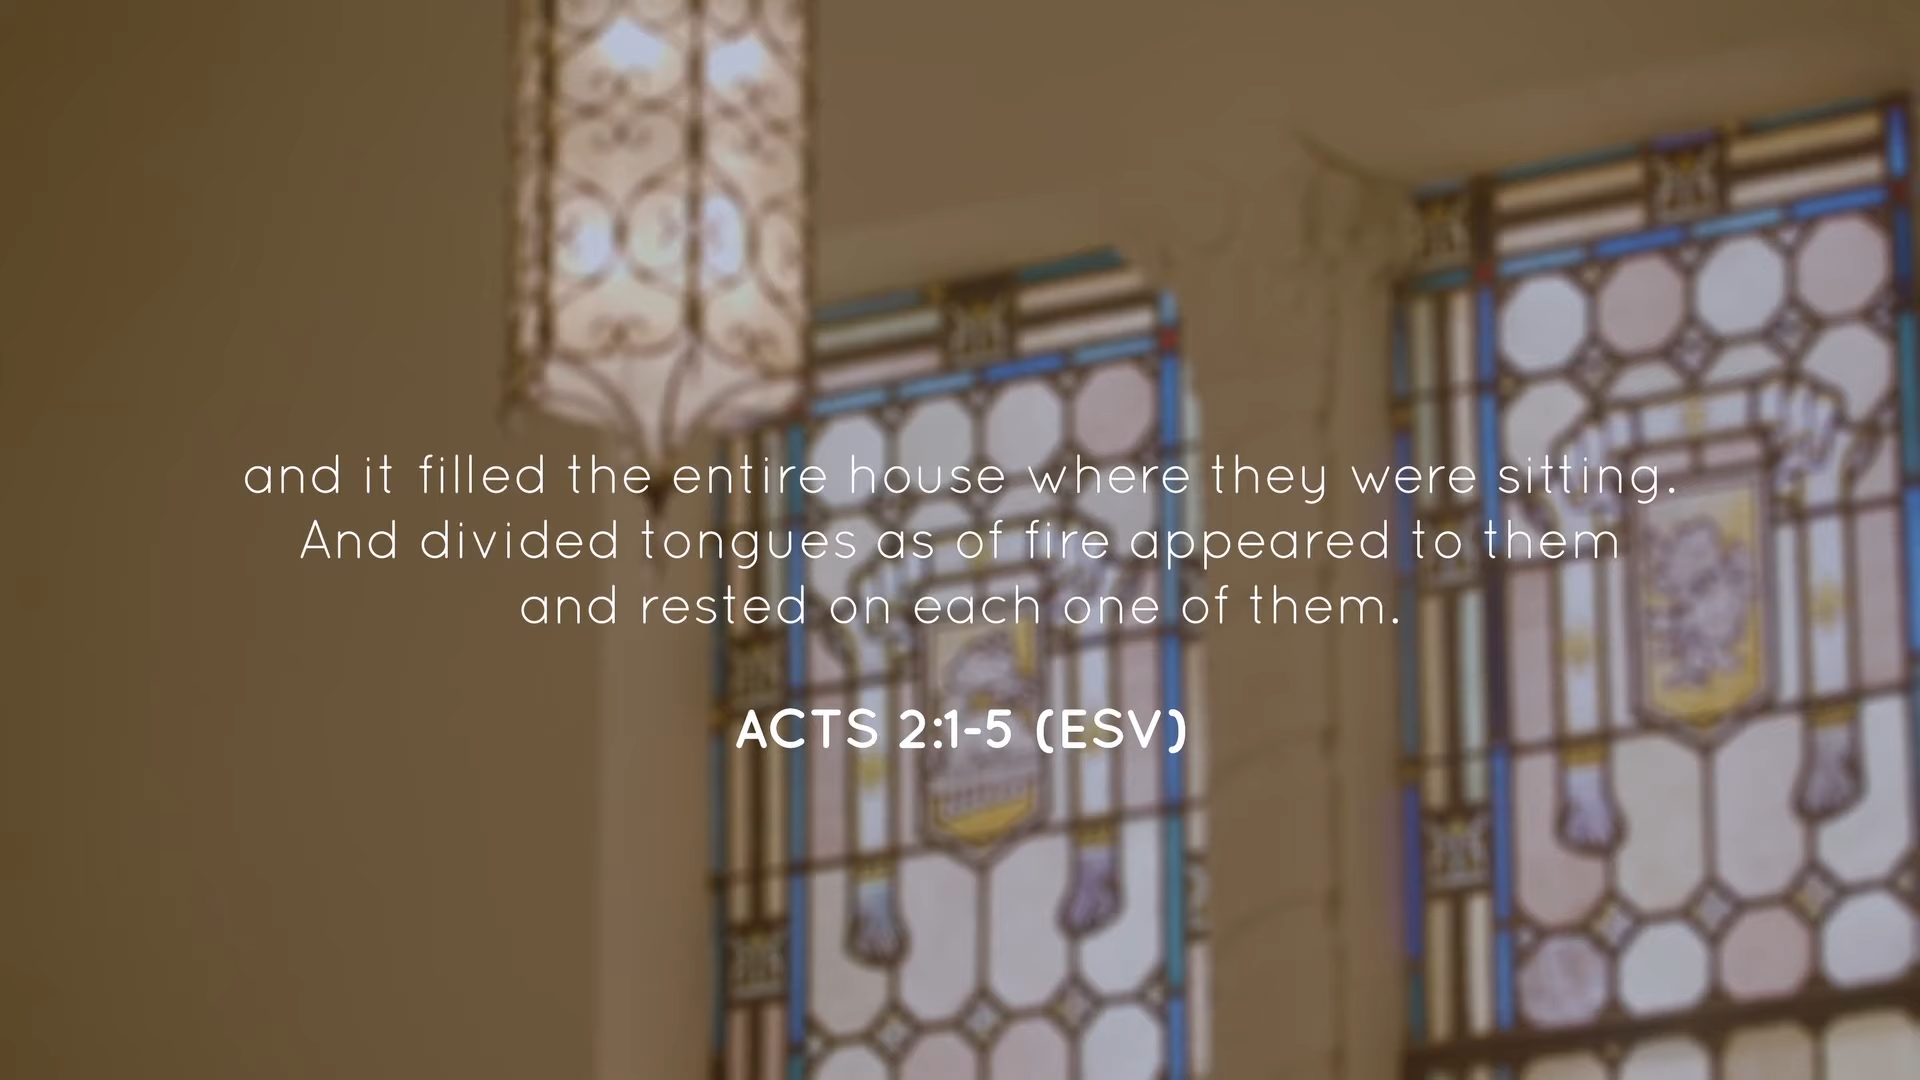 and it filled the entire house where they were sitting.
And divided tongues as of fire appeared to them
and rested on each one of them.
ACTS 2:1-5 (ESV)